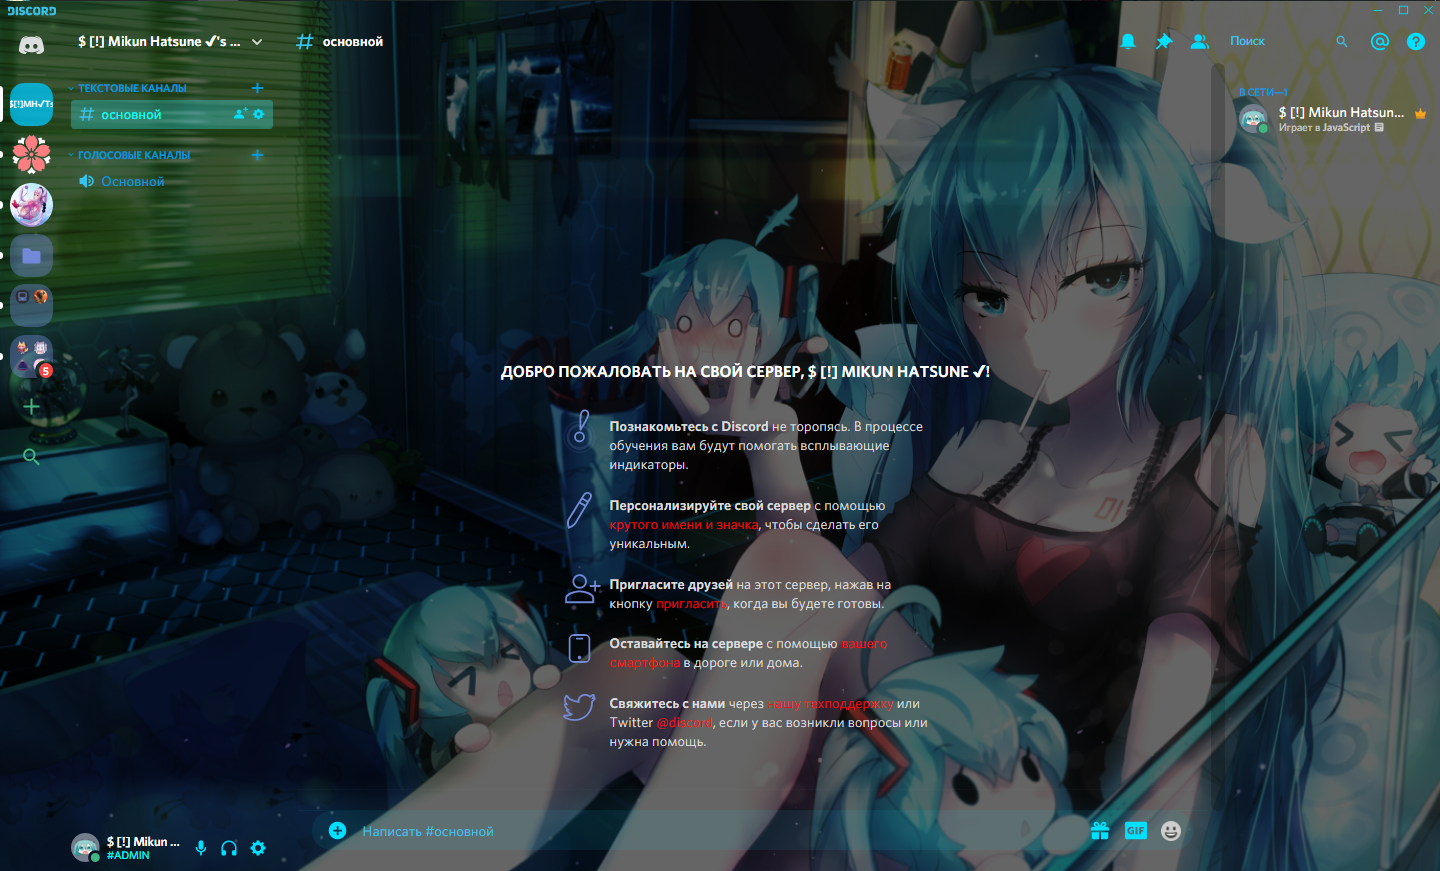 DISCORD
$ [!] Mikun Hatsune ✓'s ...
основной
Поиск
$[!]MH✓Ts
ТЕКСТОВЫЕ КАНАЛЫ
основной
ГОЛОСОВЫЕ КАНАЛЫ
Основной
5
В СЕТИ—1
$ [!] Mikun Hatsun...
Играет в JavaScript
ДОБРО ПОЖАЛОВАТЬ НА СВОЙ СЕРВЕР, $ [!] MIKUN HATSUNE ✓!
Познакомьтесь с Discord не торопясь. В процессе
обучения вам будут помогать всплывающие
индикаторы.
Персонализируйте свой сервер с помощью
крутого имени и значка, чтобы сделать его
уникальным.
Пригласите друзей на этот сервер, нажав на
кнопку пригласить, когда вы будете готовы.
Оставайтесь на сервере с помощью вашего
смартфона в дороге или дома.
Свяжитесь с нами через нашу техподдержку или
Twitter @discord, если у вас возникли вопросы или
нужна помощь.
Написать #основной
GIF
$ [!] Mikun ...
#ADMIN
01